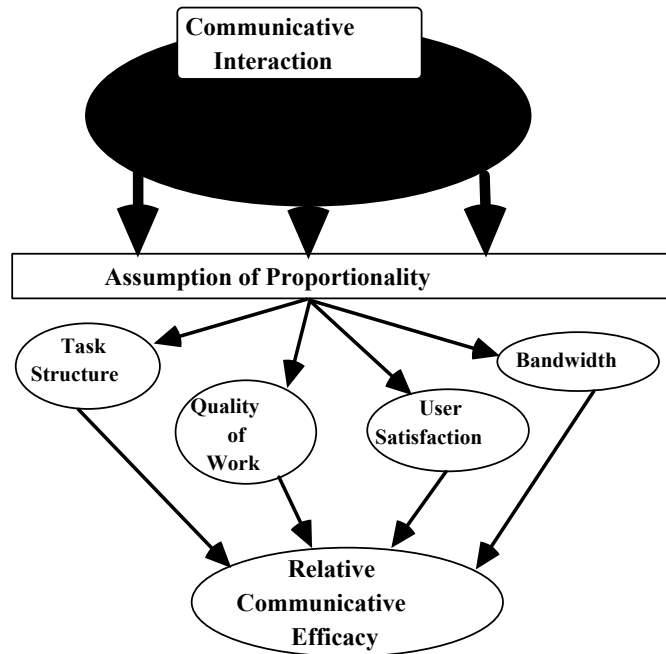 Communicative
Interaction
Assumption of Proportionality
Task
Structure
Quality
of
Work
User
Satisfaction
Bandwidth
Relative
Communicative
Efficacy